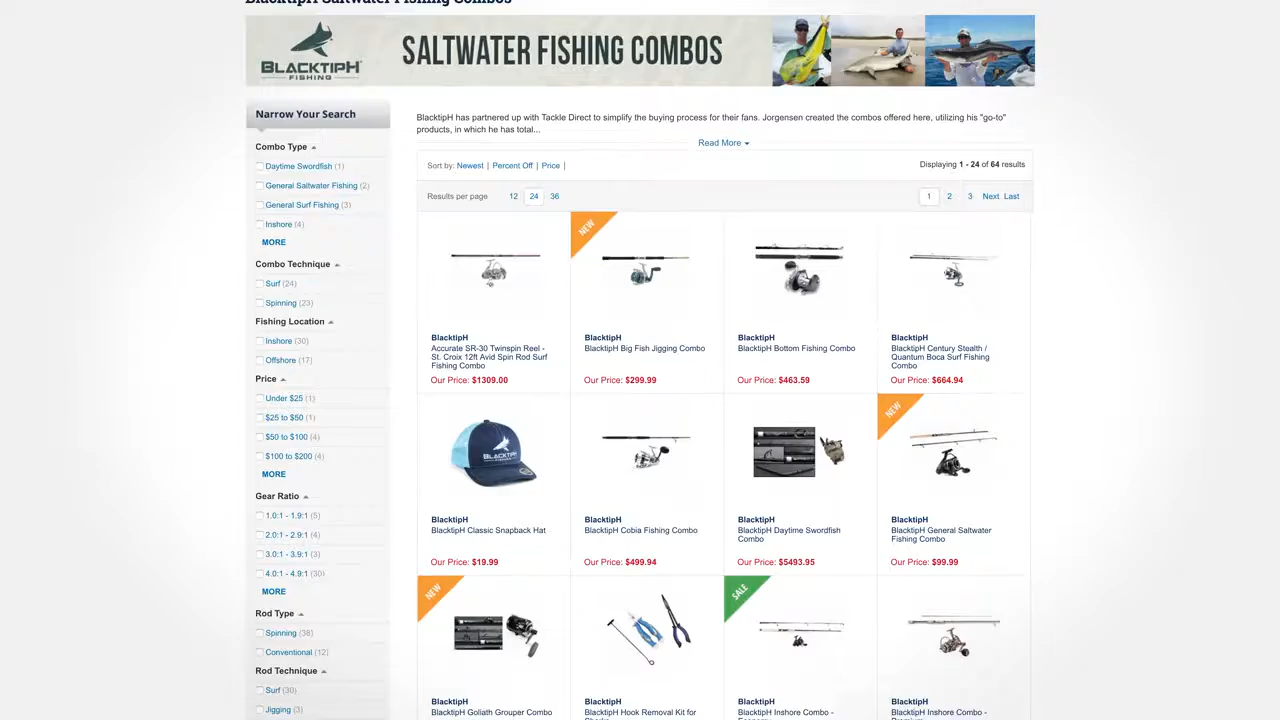 BlacktipH Saltwater Fishing Combos
BLACKTIPH
FISHING
SALTWATER FISHING COMBOS
Narrow Your Search
Combo Type
Daytime Swordfish (1)
General Saltwater Fishing (2)
General Surf Fishing (3)
Inshore (4)
MORE
Combo Technique
Surf (24)
Spinning (23)
Fishing Location
Inshore (30)
Offshore (17)
Price
Under $25 (1)
$25 to $50 (1)
$50 to $100 (4)
$100 to $200 (4)
MORE
Gear Ratio
1.0:1 - 1.9:1 (5)
2.0:1 - 2.9:1 (4)
3.0:1 - 3.9:1 (3)
4.0:1 - 4.9:1 (30)
MORE
Rod Type
Spinning (38)
Conventional (12)
Rod Technique
Surf (30)
Jigging (3)
BlacktipH has partnered up with Tackle Direct to simplify the buying process for their fans. Jorgensen created the combos offered here, utilizing his "go-to"
products, in which he has total...
Read More
Sort by: Newest | Percent Off | Price |
Displaying 1 - 24 of 64 results
Results per page 12 24 36
1 2 3 Next Last
BlacktipH
Accurate SR-30 Twinspin Reel -
St. Croix 12ft Avid Spin Rod Surf
Fishing Combo
Our Price: $1309.00
NEW
BlacktipH
BlacktipH Big Fish Jigging Combo
Our Price: $299.99
BlacktipH
BlacktipH Bottom Fishing Combo
Our Price: $463.59
BlacktipH
BlacktipH Century Stealth /
Quantum Boca Surf Fishing
Combo
Our Price: $664.94
BLACKTIPH
BlacktipH
BlacktipH Classic Snapback Hat
Our Price: $19.99
BlacktipH
BlacktipH Cobia Fishing Combo
Our Price: $499.94
BlacktipH
BlacktipH Daytime Swordfish
Combo
Our Price: $5493.95
NEW
BlacktipH
BlacktipH General Saltwater
Fishing Combo
Our Price: $99.99
NEW
BlacktipH
BlacktipH Goliath Grouper Combo
BlacktipH
BlacktipH Hook Removal Kit for
SALE
BlacktipH
BlacktipH Inshore Combo -
BlacktipH
BlacktipH Inshore Combo -